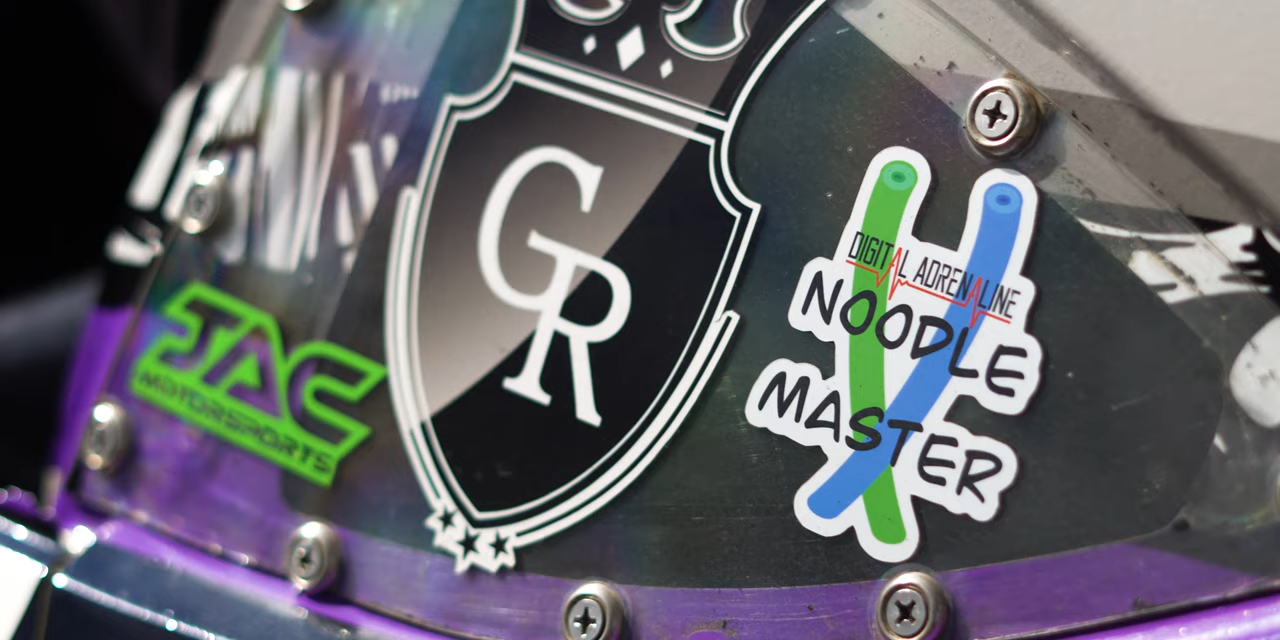 GR
JAC
MOTORSPORTS
DIGITAL ADRENALINE
NOODLE
MASTER